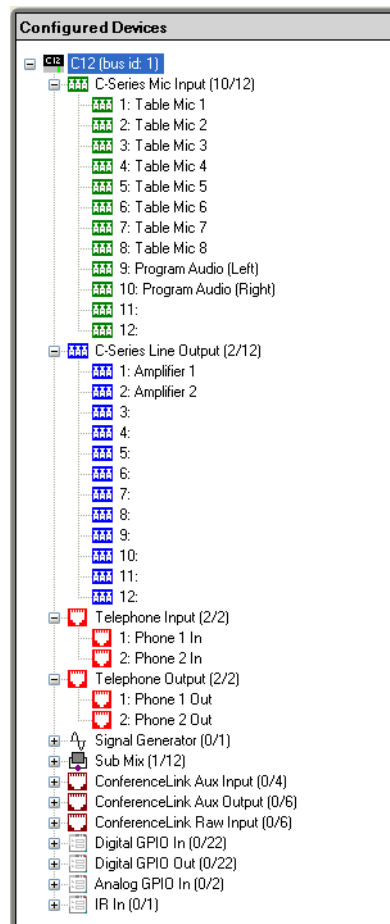 Configured Devices
C12 C12 (bus id: 1)
C-Series Mic Input (10/12)
1: Table Mic 1
2: Table Mic 2
3: Table Mic 3
4: Table Mic 4
5: Table Mic 5
6: Table Mic 6
7: Table Mic 7
8: Table Mic 8
9: Program Audio (Left)
10: Program Audio (Right)
11:
12:
C-Series Line Output (2/12)
1: Amplifier 1
2: Amplifier 2
3:
4:
5:
6:
7:
8:
9:
10:
11:
12:
Telephone Input (2/2)
1: Phone 1 In
2: Phone 2 In
Telephone Output (2/2)
1: Phone 1 Out
2: Phone 2 Out
Signal Generator (0/1)
Sub Mix (1/12)
ConferenceLink Aux Input (0/4)
ConferenceLink Aux Output (0/6)
ConferenceLink Raw Input (0/6)
Digital GPIO In (0/22)
Digital GPIO Out (0/22)
Analog GPIO In (0/2)
IR In (0/1)